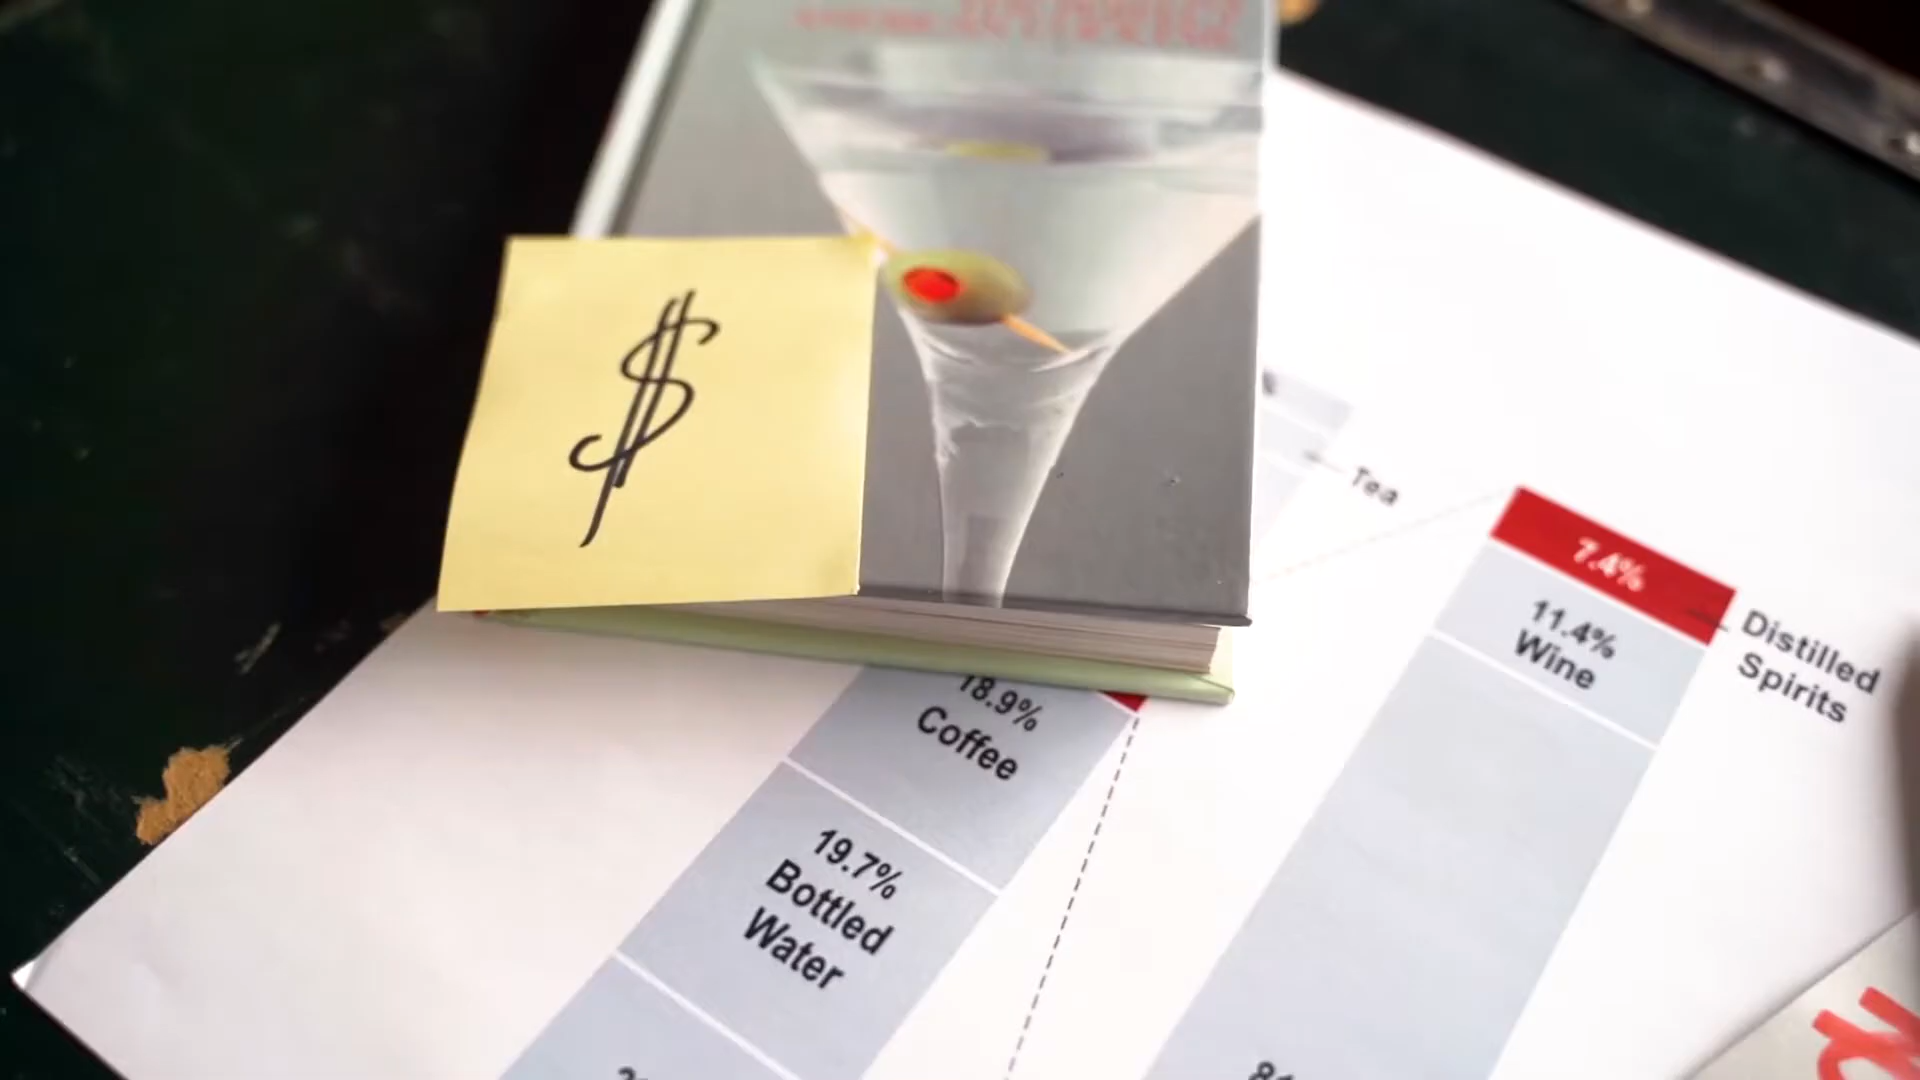 $
Tea
7.4%
Distilled
Spirits
11.4%
Wine
18.9%
Coffee
19.7%
Bottled
Water